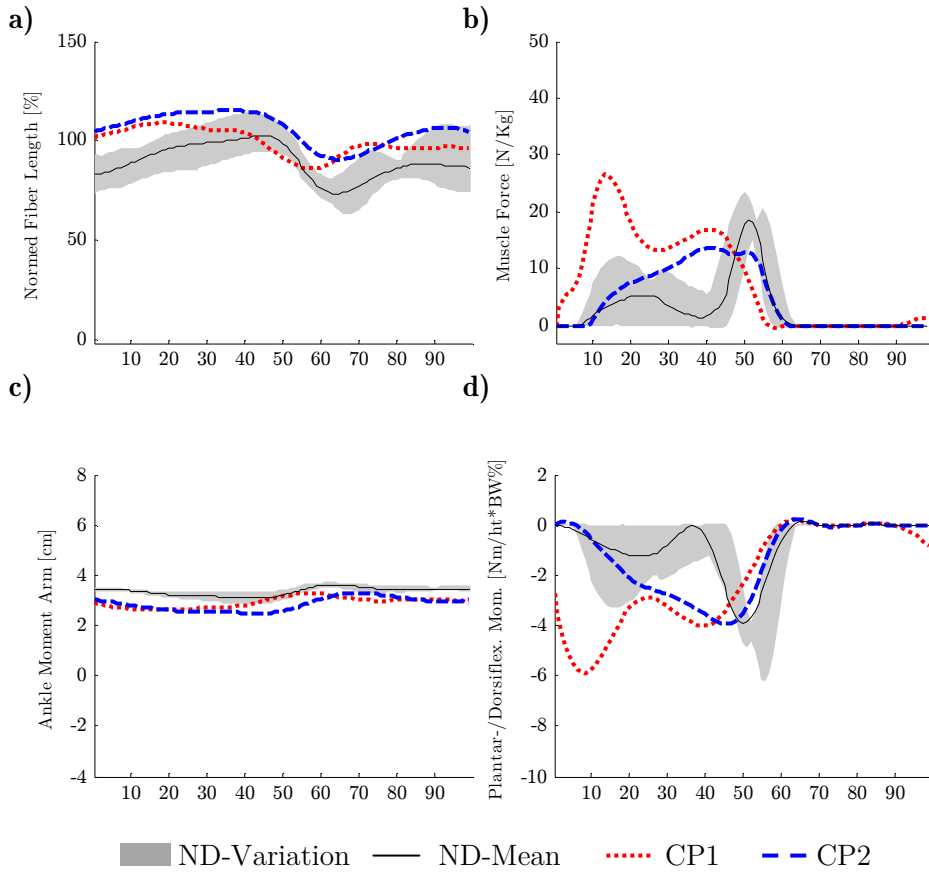 a)
Normed Fiber Length [%]
150
100
50
0
10 20 30 40 50 60 70 80 90
b)
Muscle Force [N/Kg]
50
40
30
20
10
0
10 20 30 40 50 60 70 80 90
c)
Ankle Moment Arm [cm]
8
6
4
2
0
-2
-4
10 20 30 40 50 60 70 80 90
d)
Plantar-/Dorsiflex. Mom. [Nm/ht*BW%]
2
0
-2
-4
-6
-8
-10
10 20 30 40 50 60 70 80 90
ND-Variation ND-Mean CP1 CP2